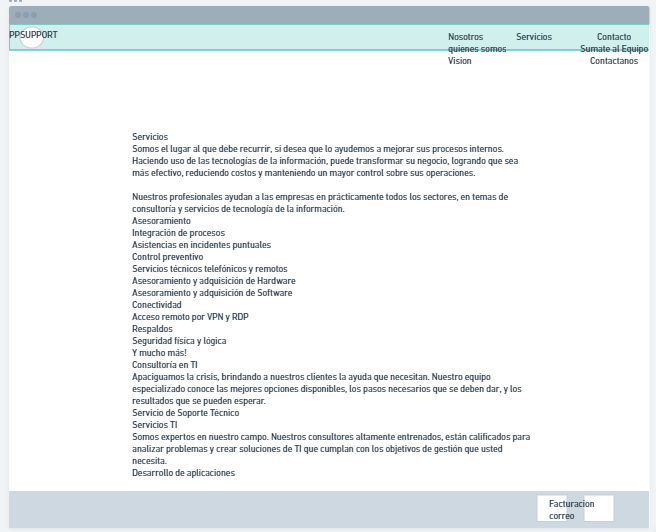 PPSUPPORT
Nosotros Servicios Contacto
quienes somos Sumate al Equipo
Vision Contactanos
Servicios
Somos el lugar al que debe recurrir, si desea que lo ayudemos a mejorar sus procesos internos.
Haciendo uso de las tecnologías de la información, puede transformar su negocio, logrando que sea
más efectivo, reduciendo costos y manteniendo un mayor control sobre sus operaciones.
Nuestros profesionales ayudan a las empresas en prácticamente todos los sectores, en temas de
consultoría y servicios de tecnología de la información.
Asesoramiento
Integración de procesos
Asistencias en incidentes puntuales
Control preventivo
Servicios técnicos telefónicos y remotos
Asesoramiento y adquisición de Hardware
Asesoramiento y adquisición de Software
Conectividad
Acceso remoto por VPN y RDP
Respaldos
Seguridad física y lógica
Y mucho más!
Consultoría en TI
Apaciguamos la crisis, brindando a nuestros clientes la ayuda que necesitan. Nuestro equipo
especializado conoce las mejores opciones disponibles, los pasos necesarios que se deben dar, y los
resultados que se pueden esperar.
Servicio de Soporte Técnico
Servicios TI
Somos expertos en nuestro campo. Nuestros consultores altamente entrenados, están calificados para
analizar problemas y crear soluciones de TI que cumplan con los objetivos de gestión que usted
necesita.
Desarrollo de aplicaciones
Facturacion
correo